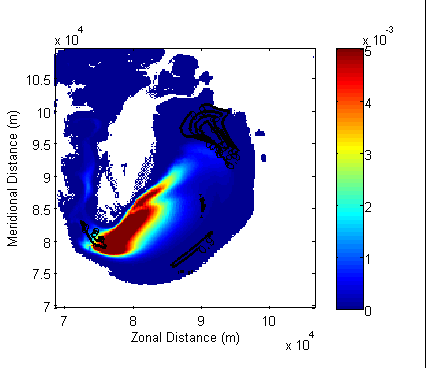 x 10⁴
x 10⁻³
10.5
10
9.5
9
8.5
8
7.5
7
5
4
3
2
1
0
7 8 9 10
x 10⁴
Meridional Distance (m)
Zonal Distance (m)